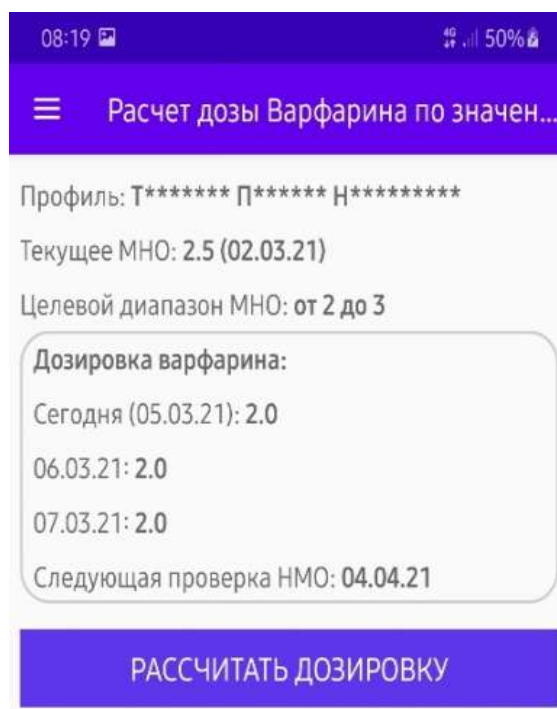 08:19 4G 50%
Расчет дозы Варфарина по значен...
Профиль: Т******* П****** Н*********
Текущее МНО: 2.5 (02.03.21)
Целевой диапазон МНО: от 2 до 3
Дозировка варфарина:
Сегодня (05.03.21): 2.0
06.03.21: 2.0
07.03.21: 2.0
Следующая проверка НМО: 04.04.21
РАССЧИТАТЬ ДОЗИРОВКУ